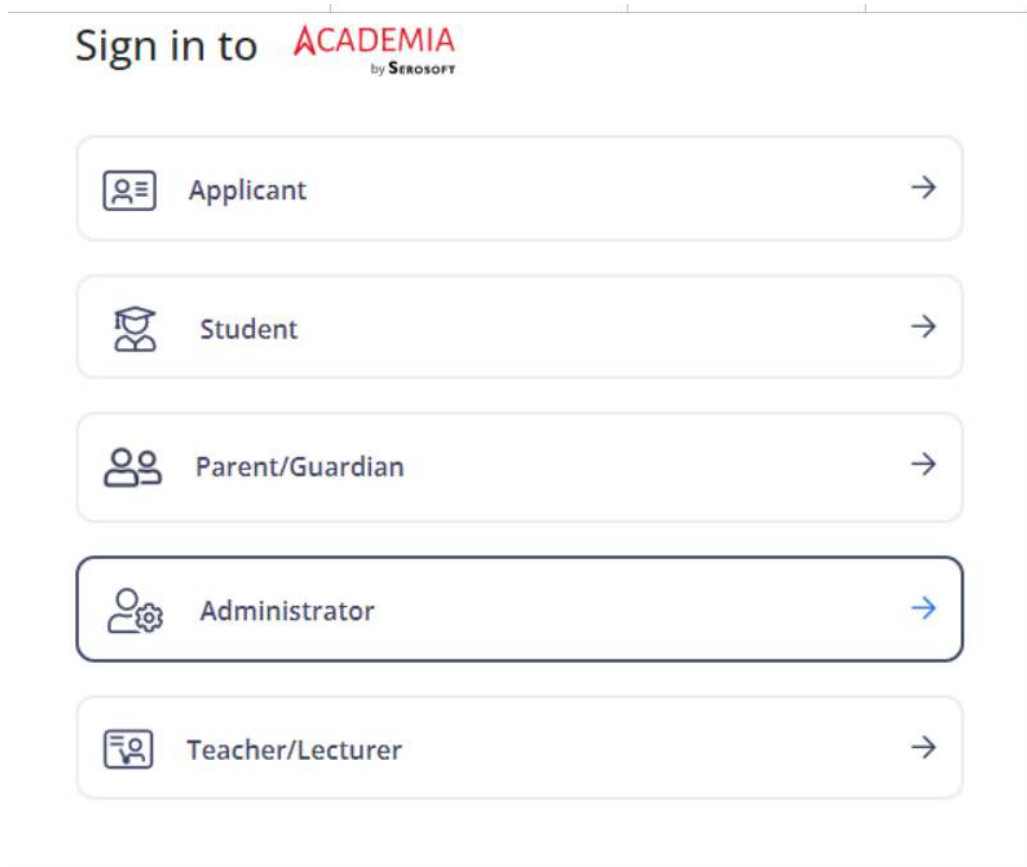 Sign in to ACADEMIA
by SEROSOFT
Applicant
Student
Parent/Guardian
Administrator
Teacher/Lecturer